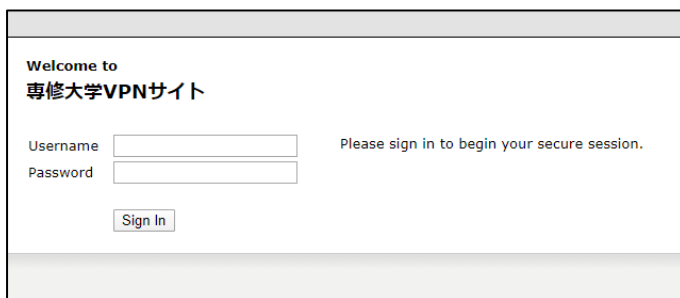 Welcome to
専修大学VPNサイト
Username
Please sign in to begin your secure session.
Password
Sign In